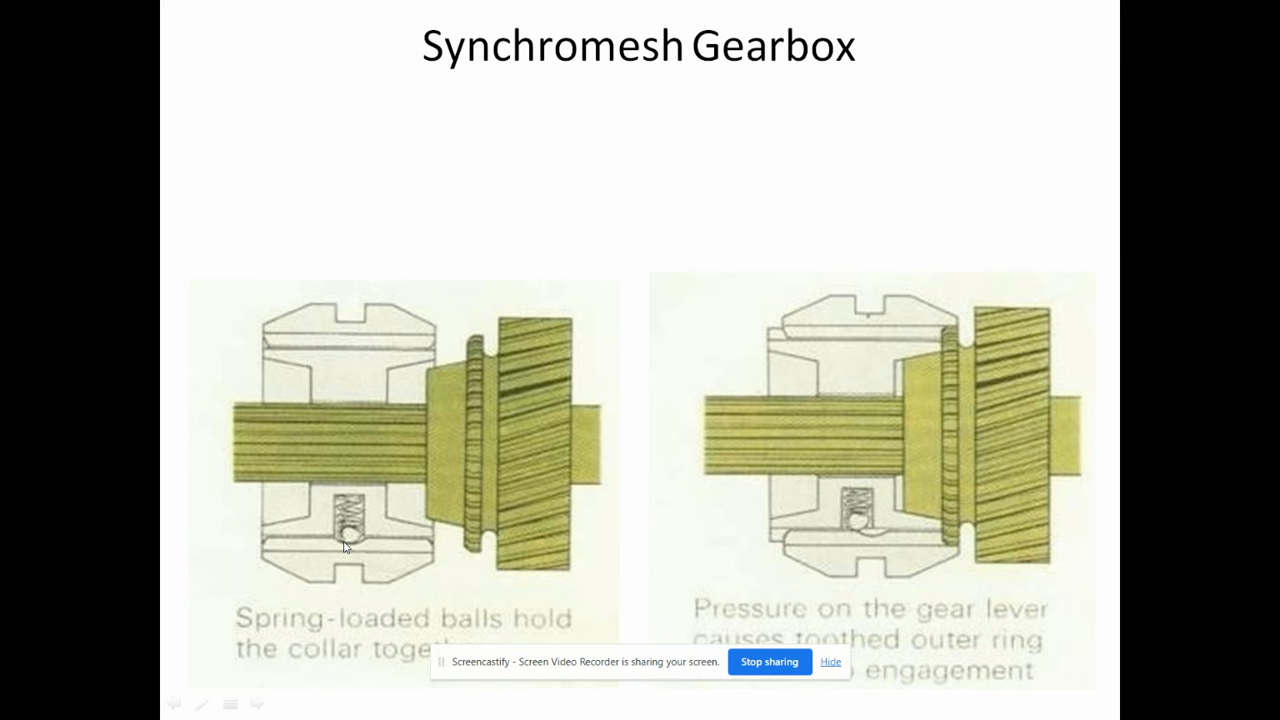 Synchromesh Gearbox
Spring-loaded balls hold
the collar
Pressure on the gear lever
causes toothed outer ring
engagement
Screencastify - Screen Video Recorder is sharing your screen.
Stop sharing
Hide